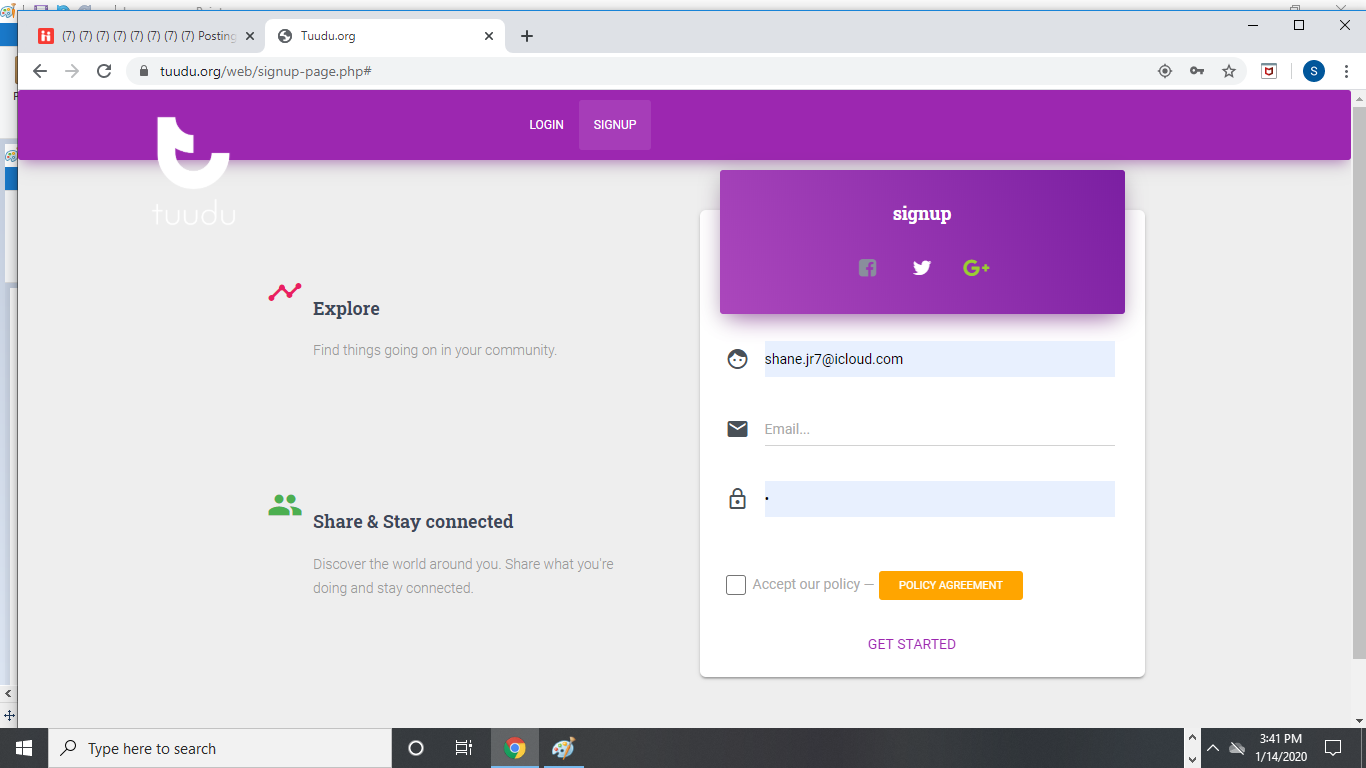 (7) (7) (7) (7) (7) (7) (7) (7) Posting
Tuudu.org
tuudu.org/web/signup-page.php#
S
LOGIN
SIGNUP
tuudu
signup
G+
Explore
Find things going on in your community.
shane.jr7@icloud.com
Email...
Share & Stay connected
Discover the world around you. Share what you're
doing and stay connected.
Accept our policy —
POLICY AGREEMENT
GET STARTED
Type here to search
3:41 PM
1/14/2020